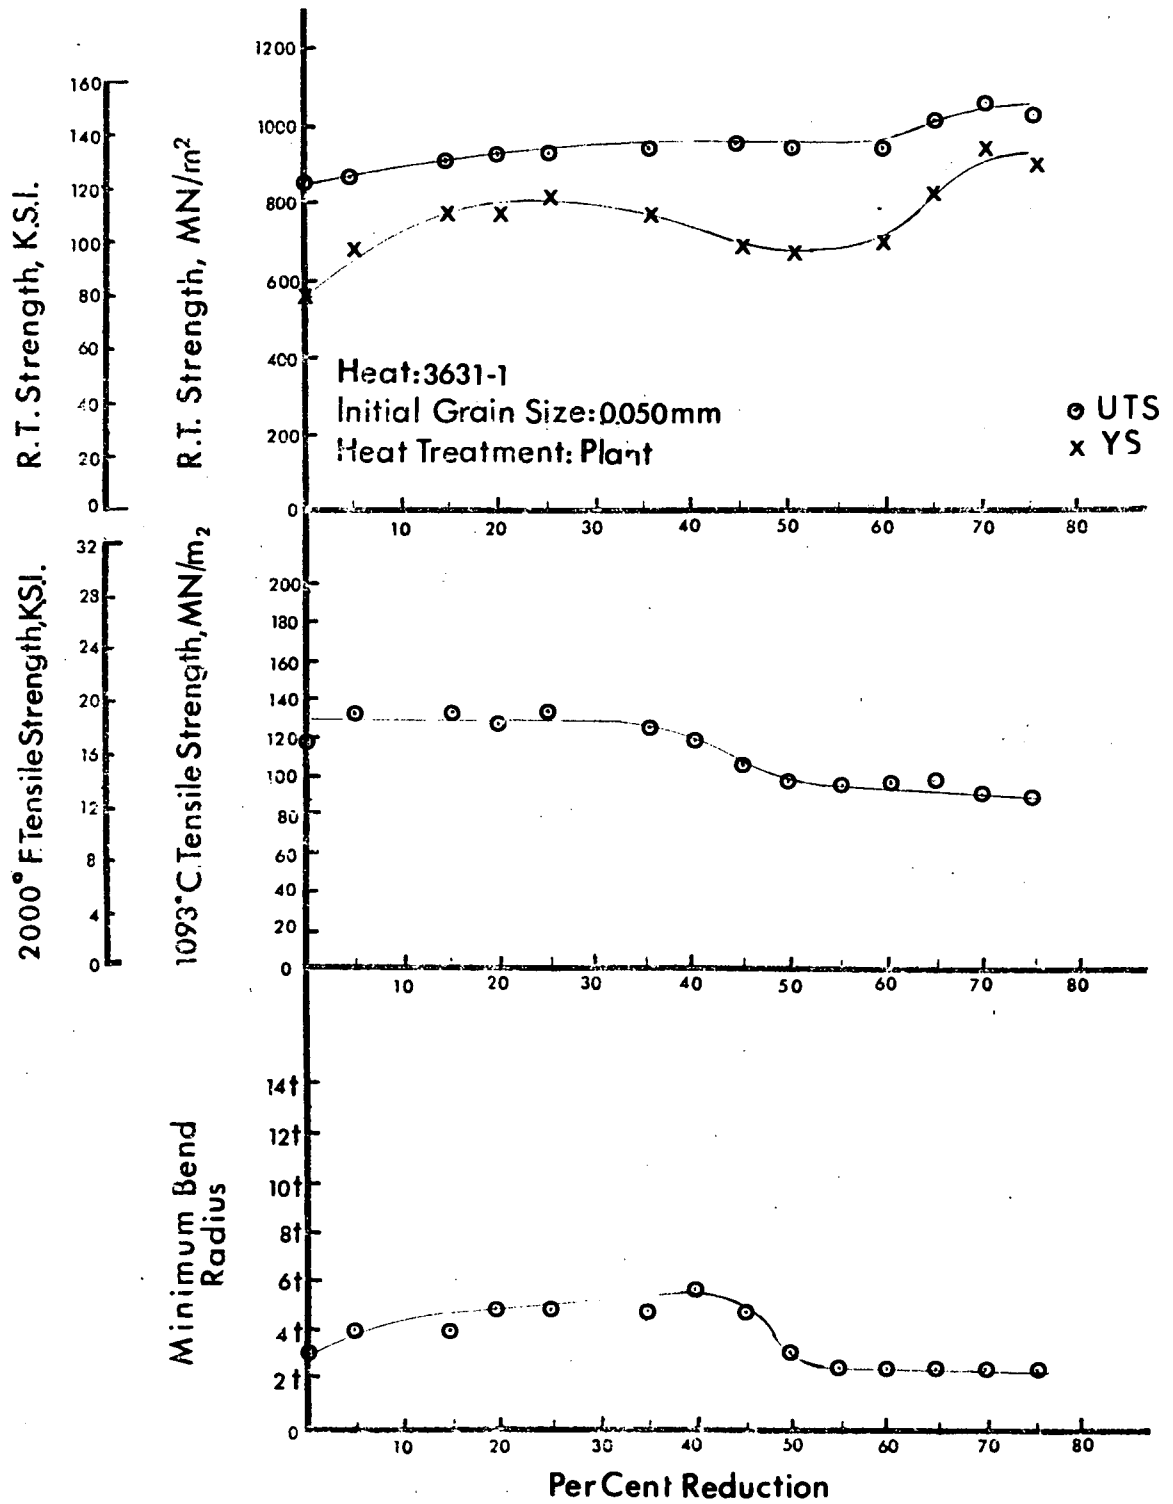 R.T. Strength, K.S.I.
160
140
120
100
80
60
40
20
0
R.T. Strength, MN/m2
1200
1000
800
600
400
200
0
Heat:3631-1
Initial Grain Size:0.050mm
Heat Treatment: Plant
UTS
x YS
10 20 30 40 50 60 70 80
2000° F.Tensile Strength,K.S.I.
32
28
24
20
16
12
8
4
0
1093°C.Tensile Strength,MN/m2
200
180
160
140
120
100
80
60
40
20
0
10 20 30 40 50 60 70 80
Minimum Bend
Radius
14t
12t
10t
8t
6t
4t
2t
0
10 20 30 40 50 60 70 80
Per Cent Reduction